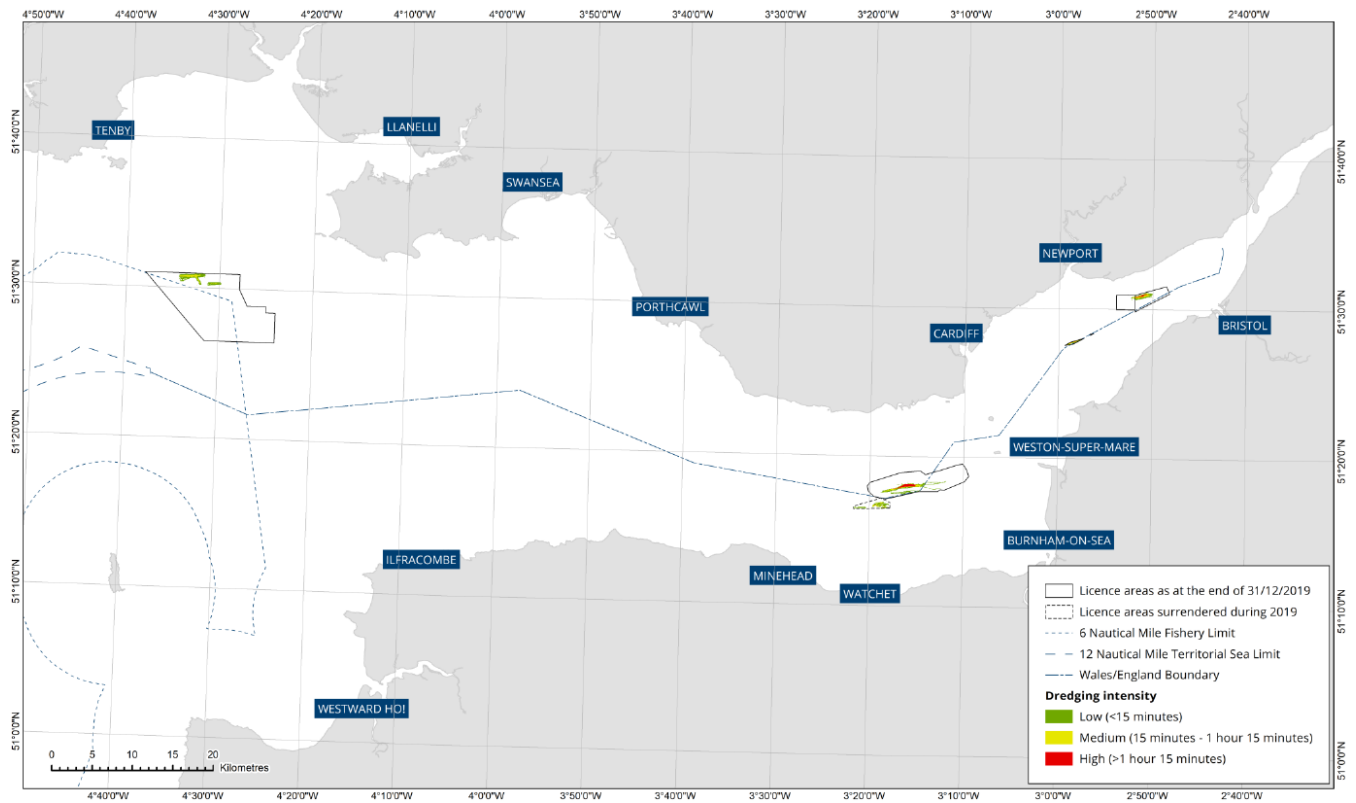 4°50'0"W 4°40'0"W 4°30'0"W 4°20'0"W 4°10'0"W 4°0'0"W 3°50'0"W 3°40'0"W 3°30'0"W 3°20'0"W 3°10'0"W 3°0'0"W 2°50'0"W 2°40'0"W
LLANELLI
TENBY
51°40'0"N
51°40'0"N
SWANSEA
NEWPORT
51°30'0"N
PORTHCAWL
51°30'0"N
BRISTOL
CARDIFF
51°20'0"N
WESTON-SUPER-MARE
51°20'0"N
BURNHAM-ON-SEA
ILFRACOMBE
MINEHEAD
WATCHET
51°10'0"N
51°10'0"N
WESTWARD HO!
51°0'0"N
51°0'0"N
Licence areas as at the end of 31/12/2019
Licence areas surrendered during 2019
6 Nautical Mile Fishery Limit
12 Nautical Mile Territorial Sea Limit
Wales/England Boundary
Dredging intensity
Low (<15 minutes)
Medium (15 minutes - 1 hour 15 minutes)
High (>1 hour 15 minutes)
0 5 10 15 20
Kilometres
4°40'0"W 4°30'0"W 4°20'0"W 4°10'0"W 4°0'0"W 3°50'0"W 3°40'0"W 3°30'0"W 3°20'0"W 3°10'0"W 3°0'0"W 2°50'0"W 2°40'0"W